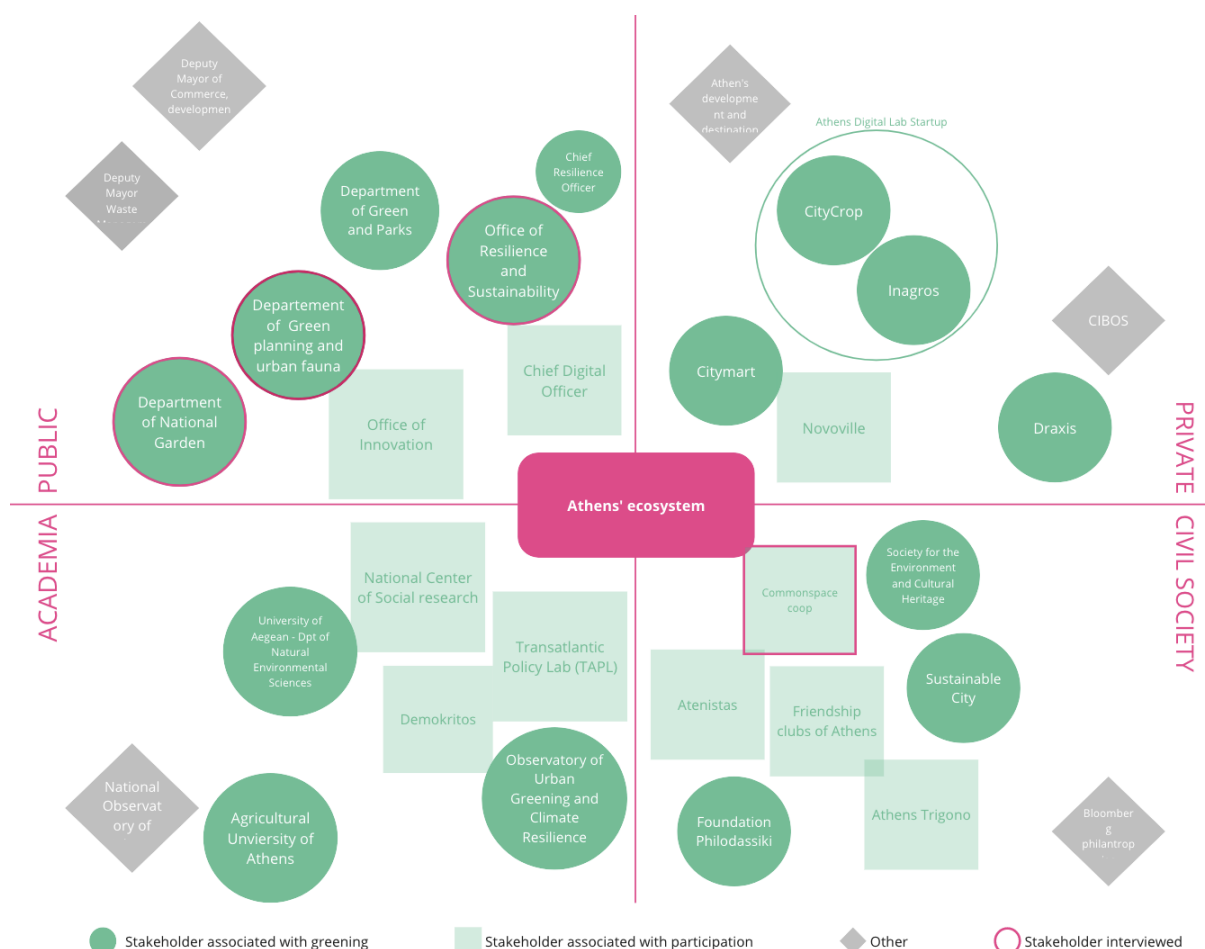 Deputy
Mayor of
Commerce,
developmen
Deputy
Mayor
Waste
Department
of Green
and Parks
Chief
Resilience
Officer
Office of
Resilience
and
Sustainability
Departement
of Green
planning and
urban fauna
Department
of National
Garden
Chief Digital
Officer
Office of
Innovation
PUBLIC
Athen's
developme
nt and
destination
Athens Digital Lab Startup
CityCrop
Inagros
CIBOS
Citymart
Novoville
Draxis
PRIVATE
Athens' ecosystem
ACADEMIA
National Center
of Social research
University of
Aegean - Dpt of
Natural
Environmental
Sciences
Transatlantic
Policy Lab (TAPL)
Demokritos
National
Observat
ory of
Agricultural
Unviersity of
Athens
Observatory of
Urban
Greening and
Climate
Resilience
CIVIL SOCIETY
Commonspace
coop
Society for the
Environment
and Cultural
Heritage
Atenistas
Friendship
clubs of Athens
Sustainable
City
Foundation
Philodassiki
Athens Trigono
Bloomber
g
philantrop
Stakeholder associated with greening
Stakeholder associated with participation
Other
Stakeholder interviewed